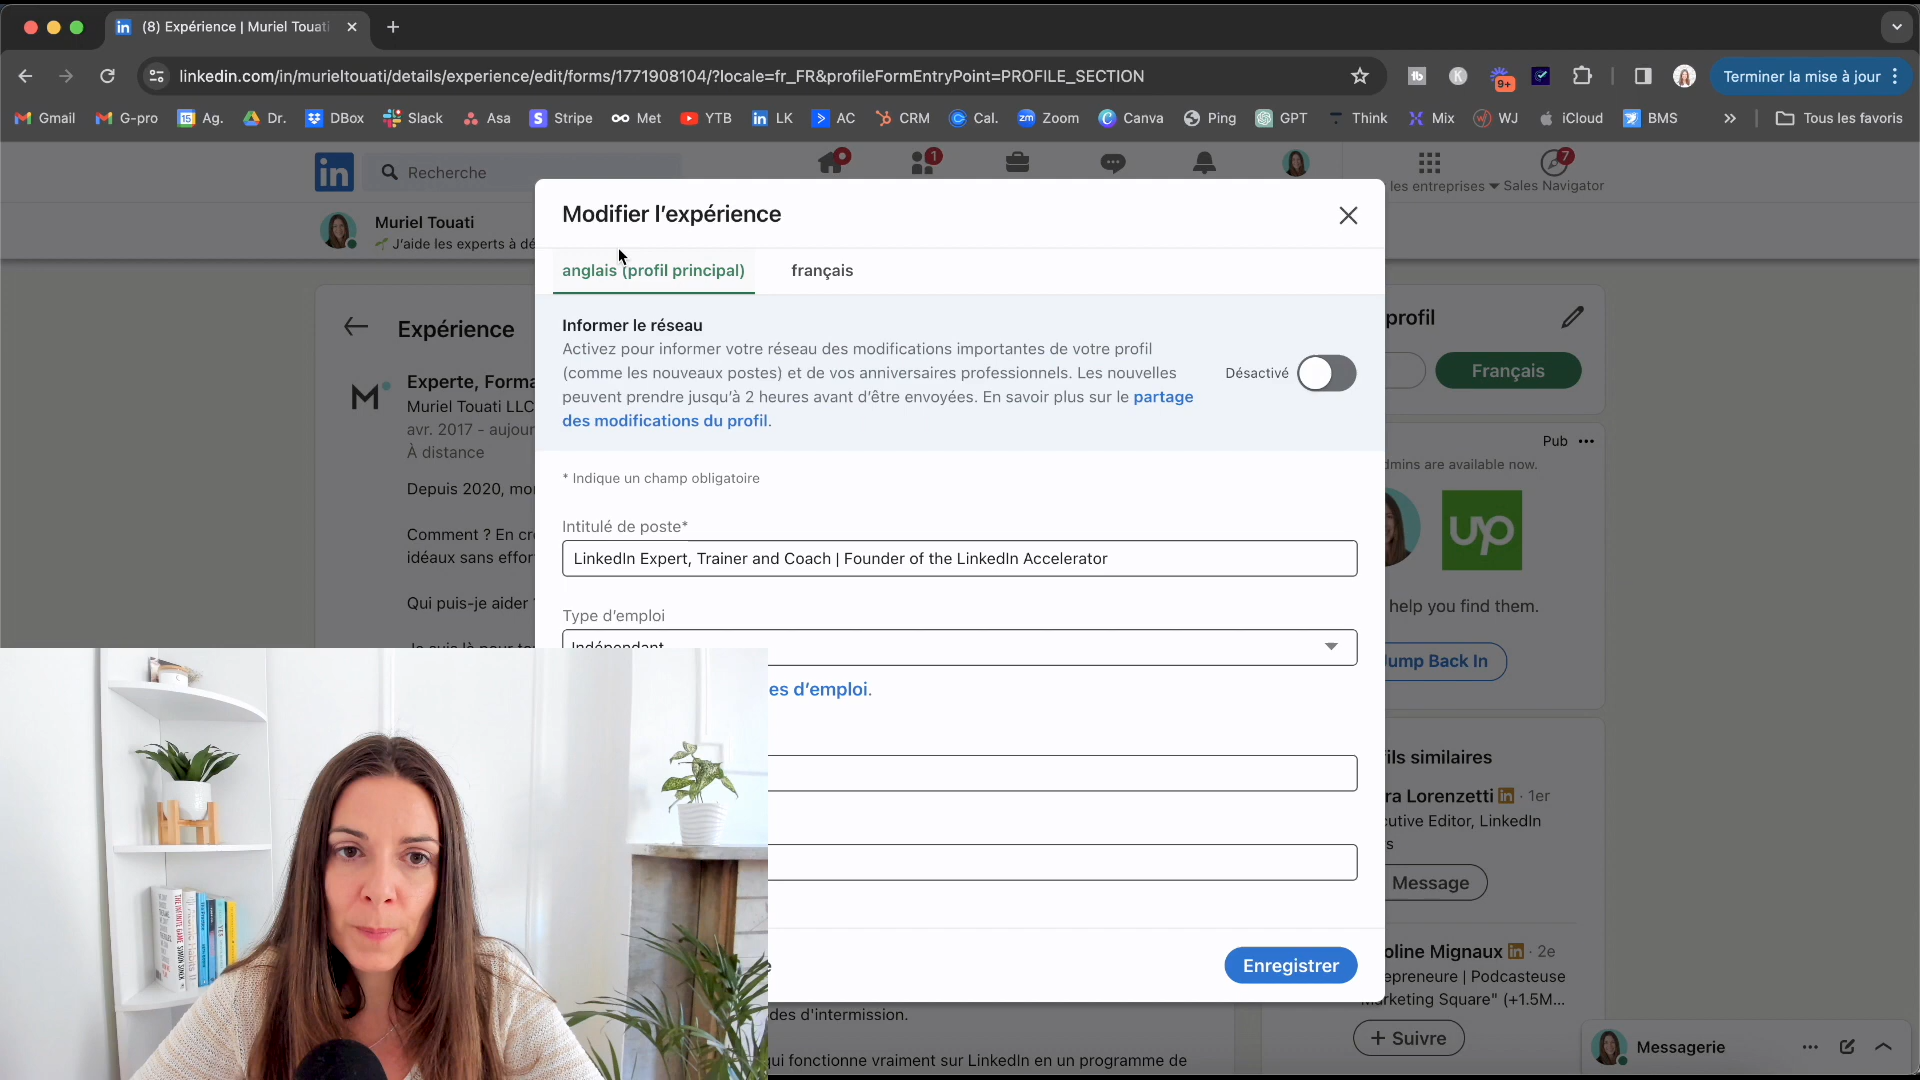 (8) Expérience | Muriel Touati
linkedin.com/in/murieltouati/details/experience/edit/forms/1771908104/?locale=fr_FR&profileFormEntryPoint=PROFILE_SECTION
9+
Terminer la mise à jour
Gmail
G-pro
15
Ag.
Dr.
DBox
Slack
Asa
Stripe
Met
YTB
LK
AC
CRM
Cal.
Zoom
Canva
Ping
GPT
Think
Mix
WJ
iCloud
BMS
Tous les favoris
Recherche
1
7
les entreprises
Sales Navigator
Muriel Touati
J'aide les experts à dé
Modifier l'expérience
anglais (profil principal)
français
Informer le réseau
Activez pour informer votre réseau des modifications importantes de votre profil
(comme les nouveaux postes) et de vos anniversaires professionnels. Les nouvelles
peuvent prendre jusqu'à 2 heures avant d'être envoyées. En savoir plus sur le partage
des modifications du profil.
Désactivé
* Indique un champ obligatoire
Intitulé de poste*
LinkedIn Expert, Trainer and Coach | Founder of the LinkedIn Accelerator
Type d'emploi
Indépendant
es d'emploi.
Enregistrer
Expérience
Experte, Forma
Muriel Touati LLC
avr. 2017 - aujour
À distance
Depuis 2020, mo
Comment ? En cr
idéaux sans effor
Qui puis-je aider
des d'intermission.
ui fonctionne vraiment sur LinkedIn en un programme de
profil
Français
Pub
dmins are available now.
up
help you find them.
Jump Back In
ils similaires
ra Lorenzetti
1er
cutive Editor, LinkedIn
s
Message
oline Mignaux
2e
epreneure | Podcasteuse
rketing Square" (+1.5M...
+ Suivre
Messagerie